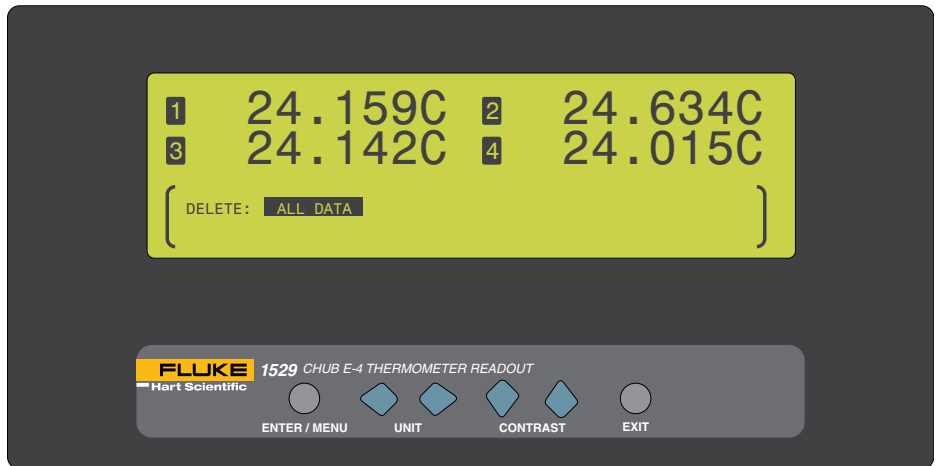 1 24.159C 2 24.634C
3 24.142C 4 24.015C
DELETE: ALL DATA
FLUKE 1529 CHUB E-4 THERMOMETER READOUT
Hart Scientific
ENTER / MENU UNIT CONTRAST EXIT